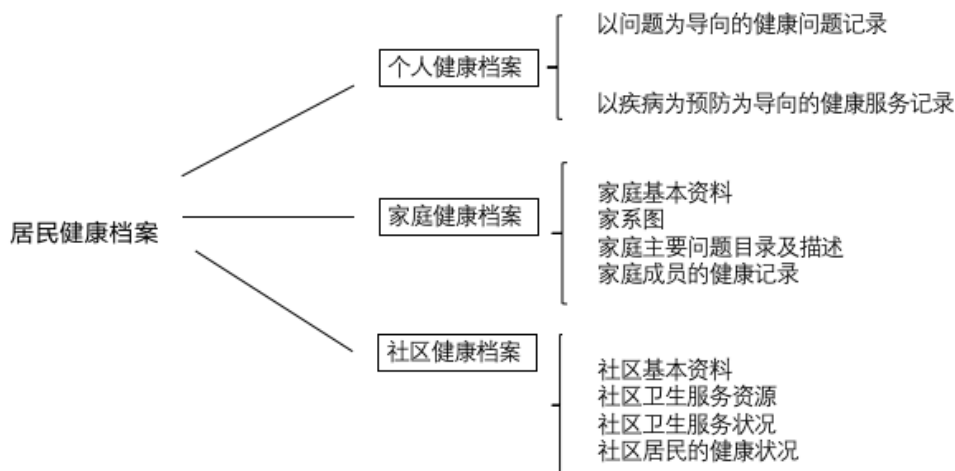 居民健康档案
个人健康档案
以问题为导向的健康问题记录
以疾病为预防为导向的健康服务记录
家庭健康档案
家庭基本资料
家系图
家庭主要问题目录及描述
家庭成员的健康记录
社区健康档案
社区基本资料
社区卫生服务资源
社区卫生服务状况
社区居民的健康状况